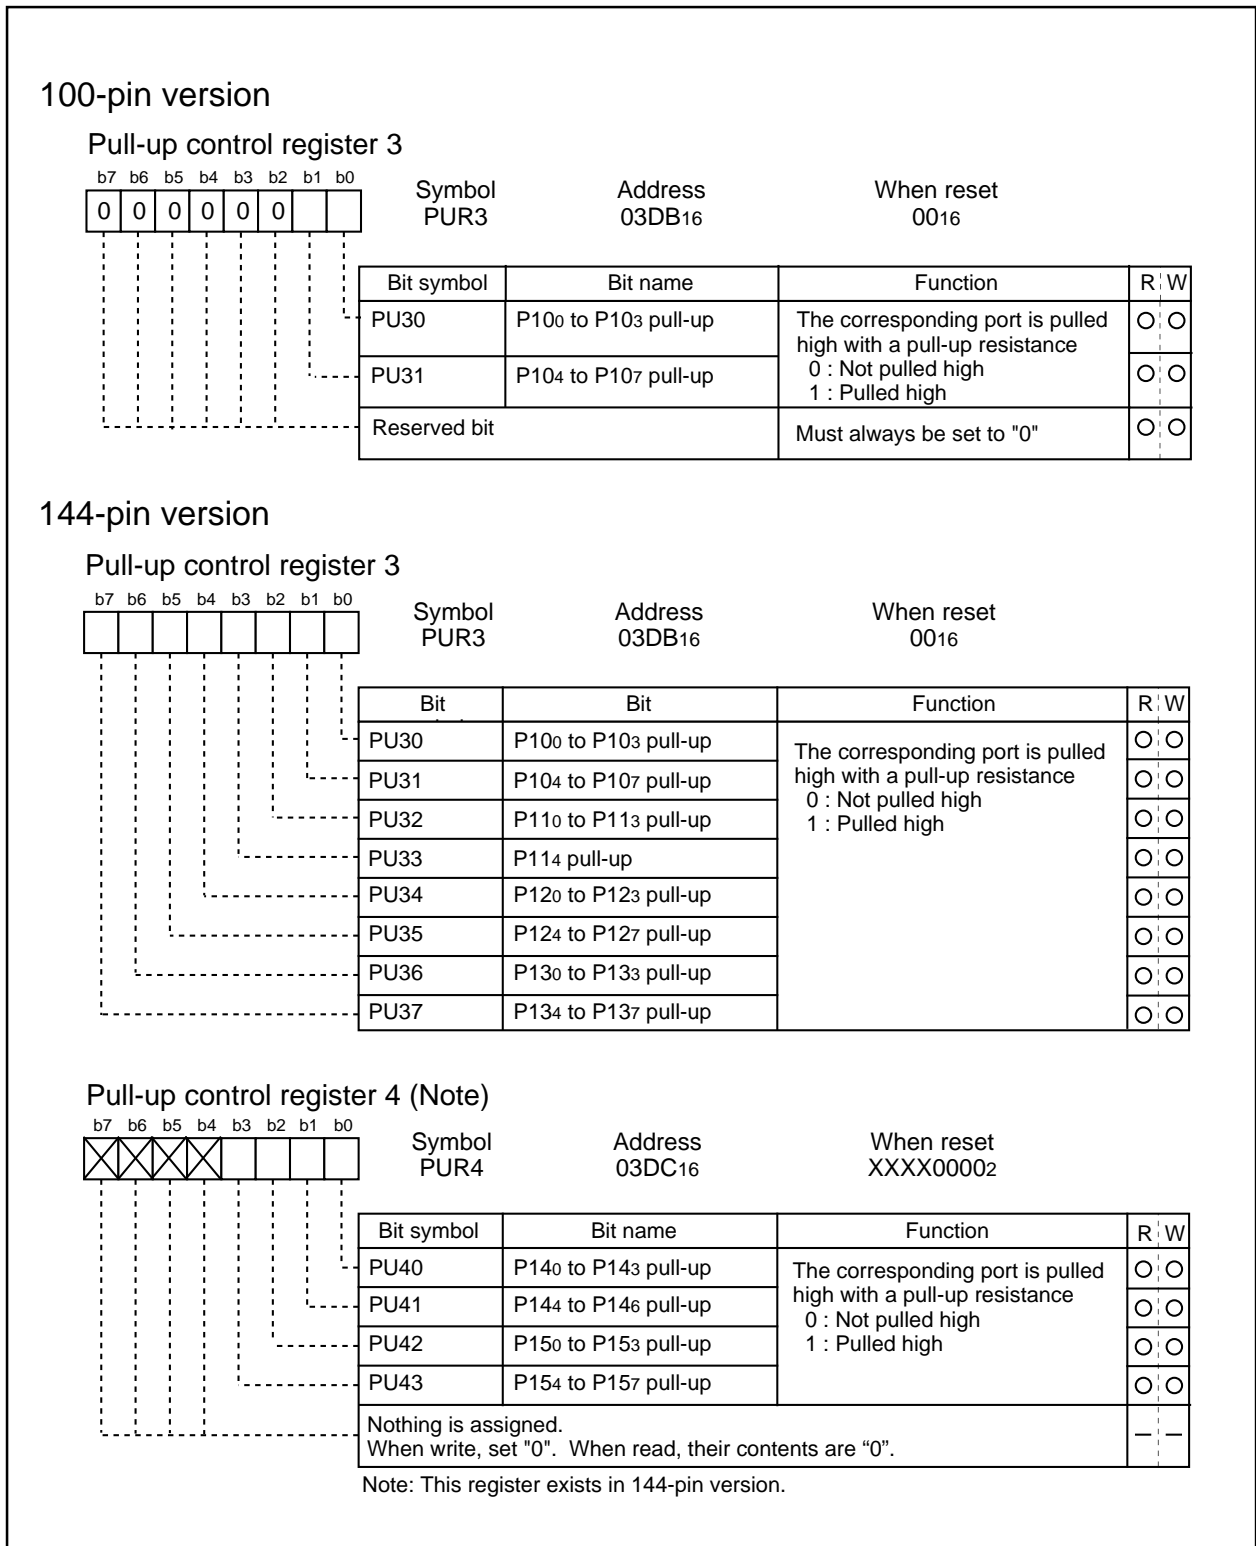 100-pin version
Pull-up control register 3
b7 b6 b5 b4 b3 b2 b1 b0
Symbol Address When reset
0 0 0 0 0 0 PUR3 03DB16 0016
Bit symbol Bit name Function R W
PU30 P100 to P103 pull-up The corresponding port is pulled
high with a pull-up resistance
0 : Not pulled high
PU31 P104 to P107 pull-up
1 : Pulled high
Reserved bit Must always be set to "0"
144-pin version
Pull-up control register 3
b7 b6 b5 b4 b3 b2 b1 b0
Symbol Address When reset
PUR3 03DB16 0016
Bit Bit Function R W
PU30 P100 to P103 pull-up The corresponding port is pulled
PU31 P104 to P107 pull-up high with a pull-up resistance
0 : Not pulled high
PU32 P110 to P113 pull-up 1 : Pulled high
PU33 P114 pull-up
PU34 P120 to P123 pull-up
PU35 P124 to P127 pull-up
PU36 P130 to P133 pull-up
PU37 P134 to P137 pull-up
Pull-up control register 4 (Note)
b7 b6 b5 b4 b3 b2 b1 b0
Symbol Address When reset
PUR4 03DC16 XXXX00002
Bit symbol Bit name Function R W
PU40 P140 to P143 pull-up The corresponding port is pulled
PU41 P144 to P146 pull-up high with a pull-up resistance
0 : Not pulled high
PU42 P150 to P153 pull-up 1 : Pulled high
PU43 P154 to P157 pull-up
Nothing is assigned.
When write, set "0". When read, their contents are “0”.
Note: This register exists in 144-pin version.